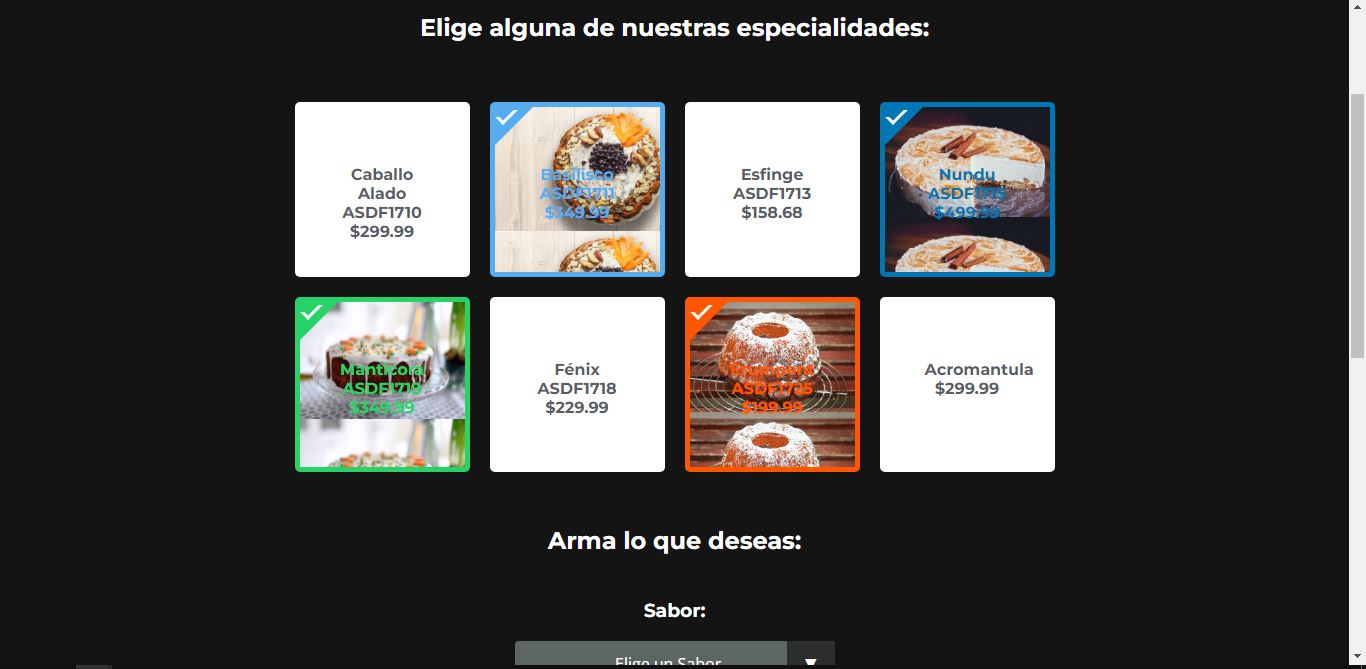 Elige alguna de nuestras especialidades:
Caballo
Alado
ASDF1710
$299.99
Basilisco
ASDF1711
$349.99
Esfinge
ASDF1713
$158.68
Nundu
ASDF1715
$499.99
Manticora
ASDF1719
$349.99
Fénix
ASDF1718
$229.99
ASDF1725
$199.99
Acromantula
$299.99
Arma lo que deseas:
Sabor:
Elige un Sabor